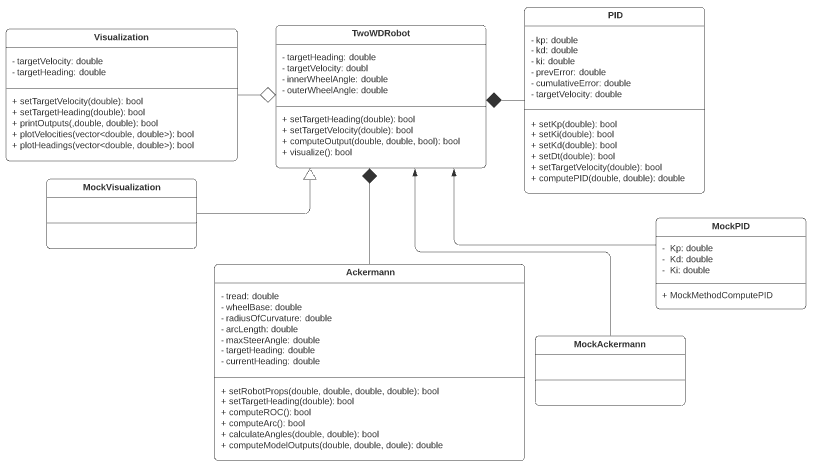 Visualization
- targetVelocity: double
- targetHeading: double
+ setTargetVelocity(double): bool
+ setTargetHeading(double): bool
+ printOutputs(.double, double): bool
+ plotVelocities(vector<double, double>): bool
+ plotHeadings(vector<double, double>): bool
TwoWDRobot
- targetHeading: double
- targetVelocity: doubl
- innerWheelAngle: double
- outerWheelAngle: double
+ setTargetHeading(double): bool
+ setTargetVelocity(double): bool
+ computeOutput(double, double, bool): bool
+ visualize(): bool
PID
- kp: double
- kd: double
- ki: double
- prevError: double
- cumulativeError: double
- targetVelocity: double
+ setKp(double): bool
+ setKi(double): bool
+ setKd(double): bool
+ setDt(double): bool
+ setTargetVelocity(double): bool
+ computePID(double, double): double
MockVisualization
MockPID
- Kp: double
- Kd: double
- Ki: double
+ MockMethodComputePID
Ackermann
- tread: double
- wheelBase: double
- radiusOfCurvature: double
- arcLength: double
- maxSteerAngle: double
- targetHeading: double
- currentHeading: double
+ setRobotProps(double, double, double, double): bool
+ setTargetHeading(double): bool
+ computeROC(): bool
+ computeArc(): bool
+ calculateAngles(double, double): bool
+ computeModelOutputs(double, double, doule): double
MockAckermann